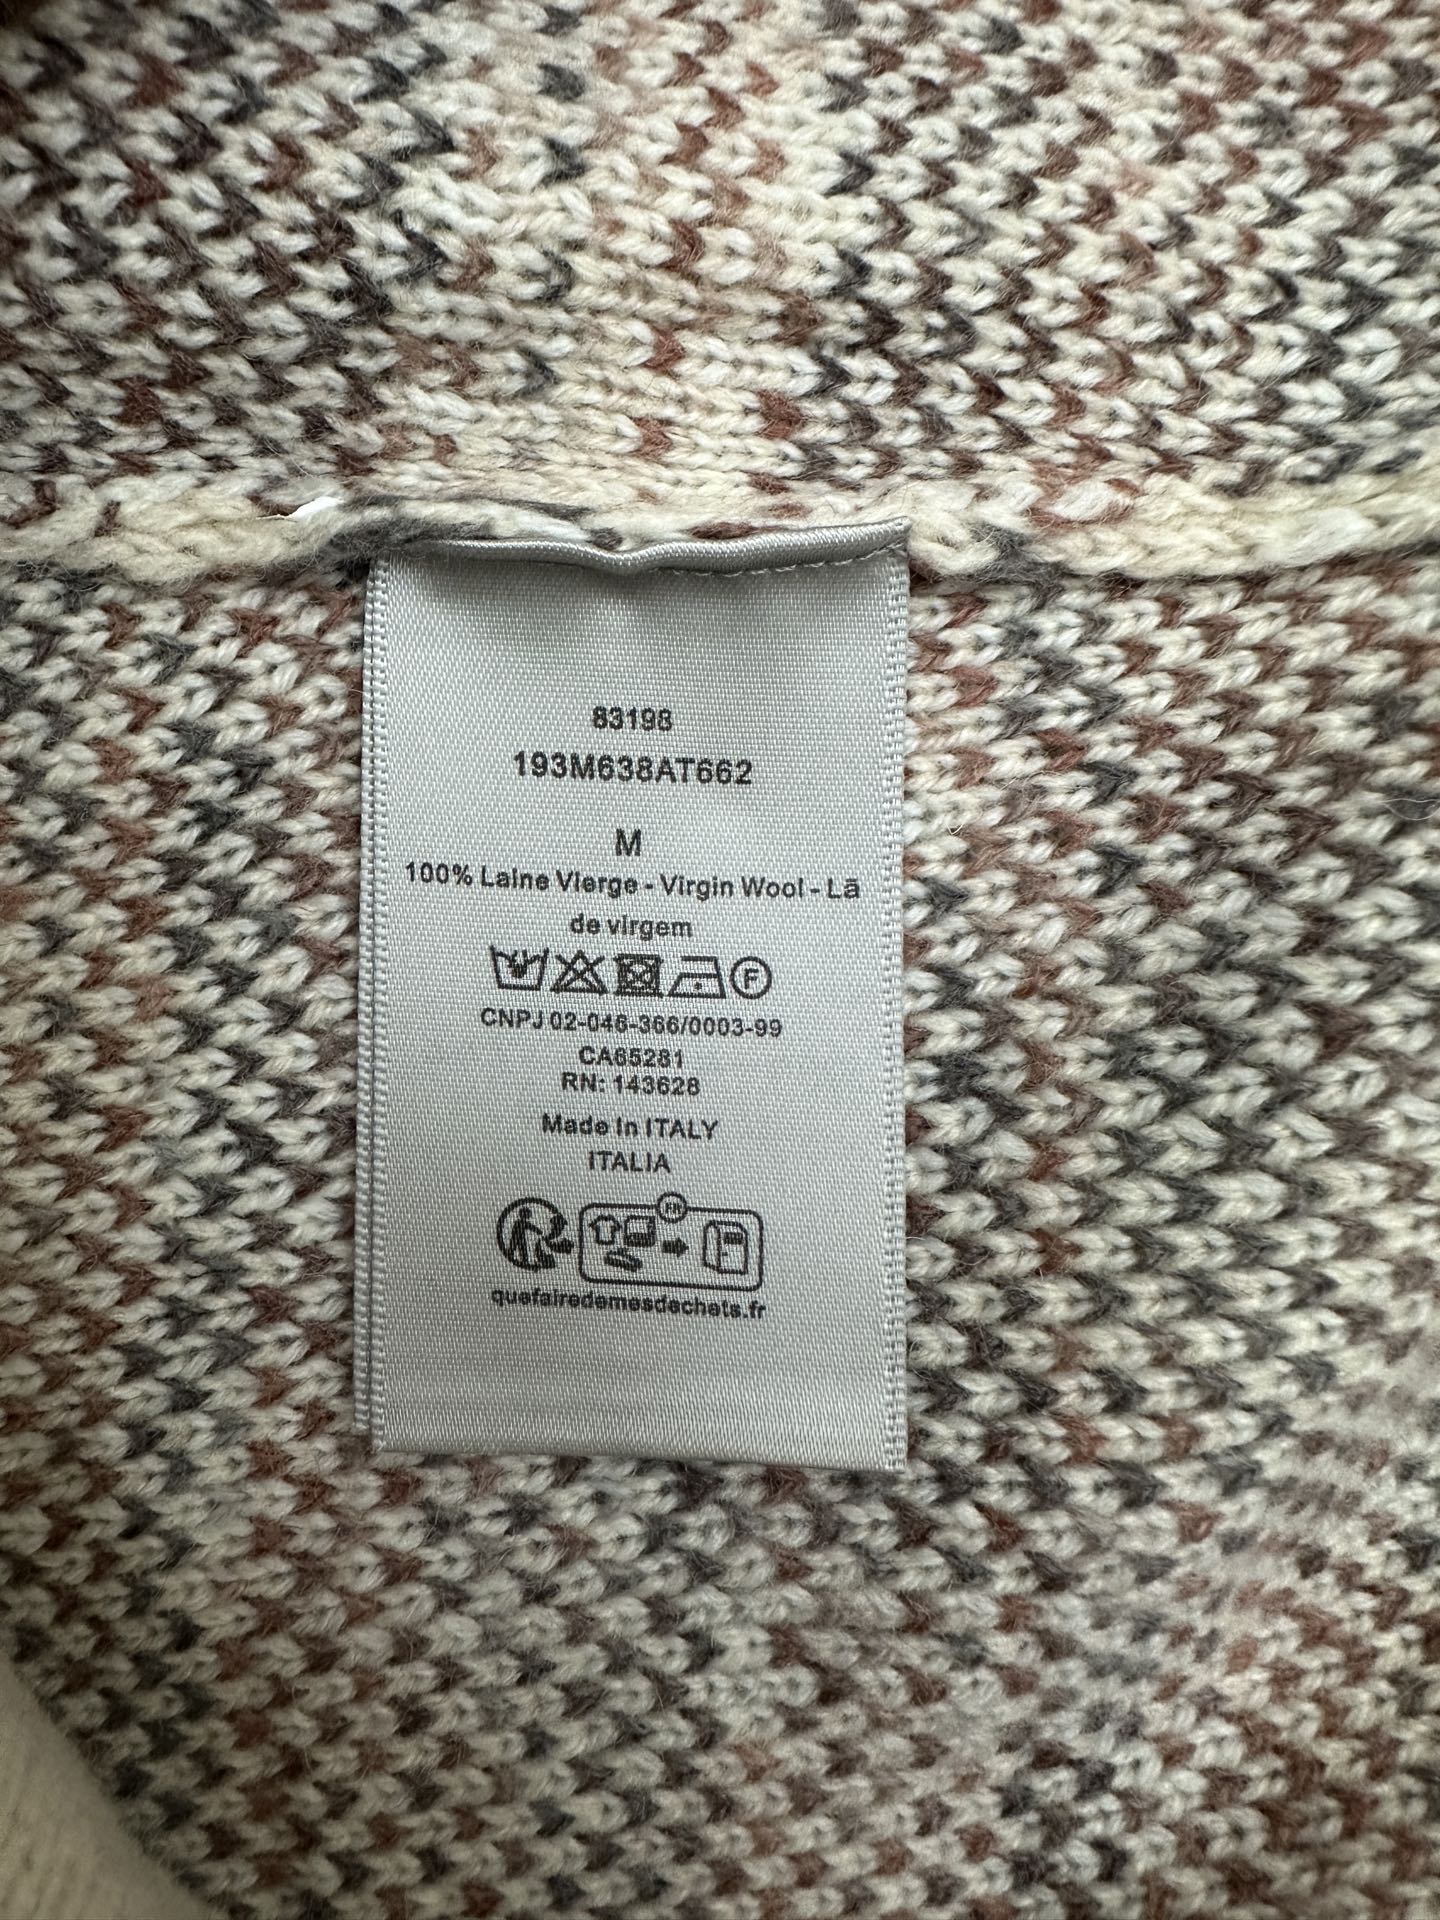 83198
193M638AT662
M
100% Laine Vierge - Virgin Wool - Lã
de virgem
F
CNPJ 02-046-366/0003-99
CA65281
RN: 143628
Made in ITALY
ITALIA
FR
quefairedemesdechets.fr